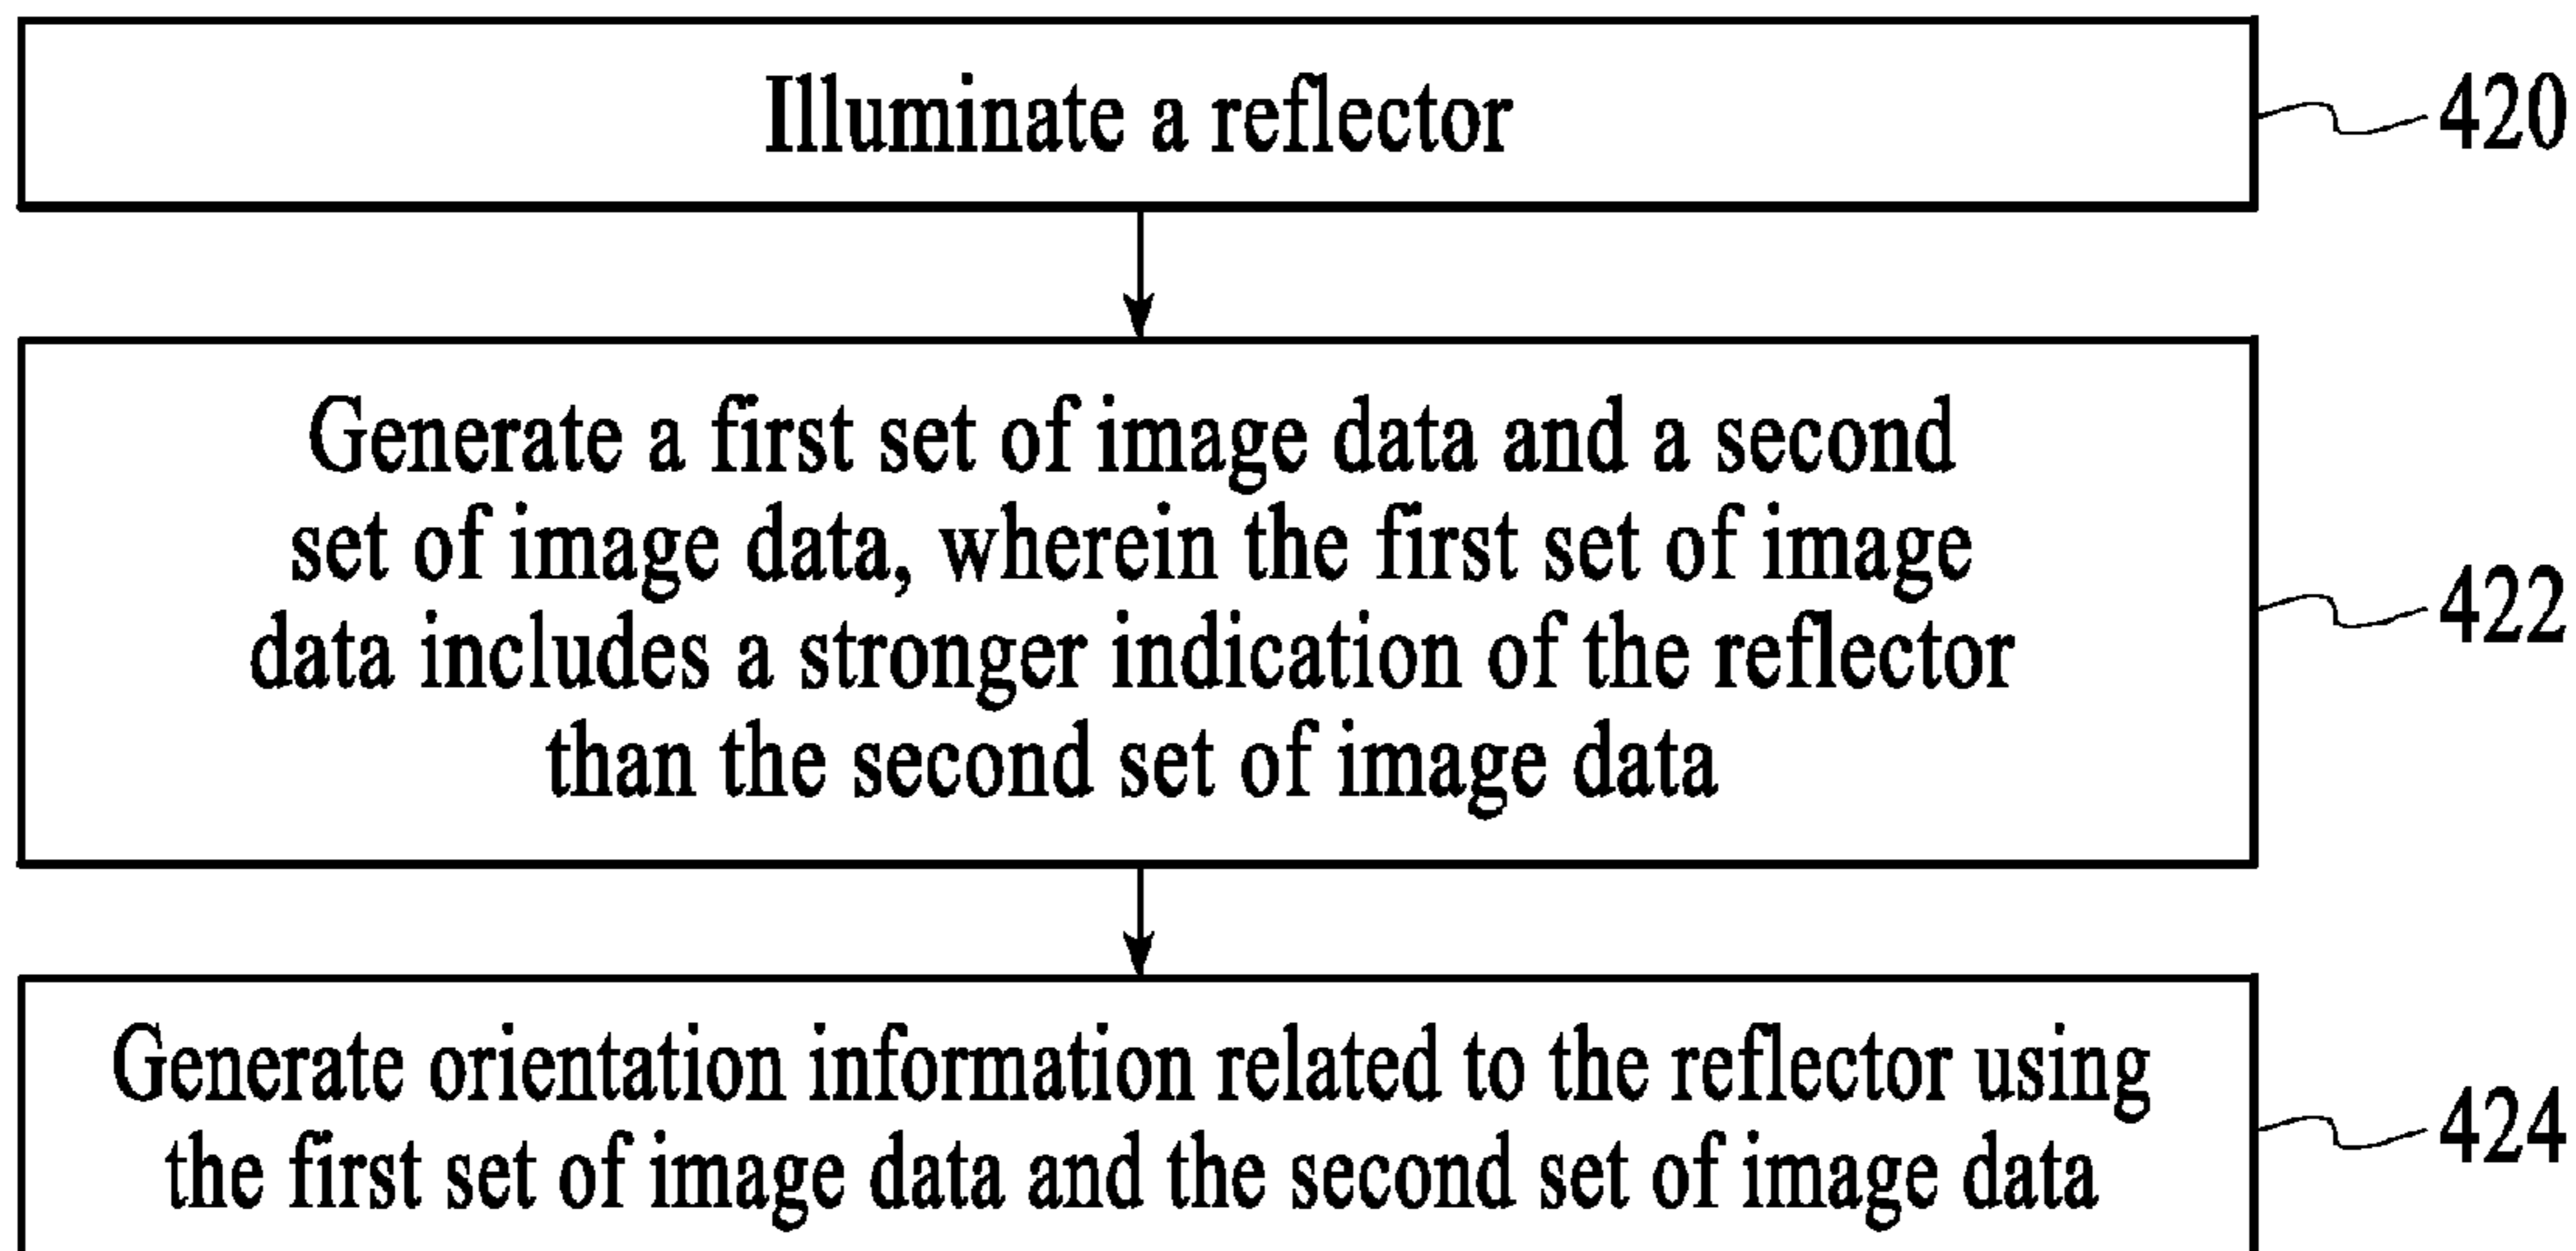 Illuminate a reflector
420
Generate a first set of image data and a second
set of image data, wherein the first set of image
data includes a stronger indication of the reflector
than the second set of image data
422
Generate orientation information related to the reflector using
the first set of image data and the second set of image data
424